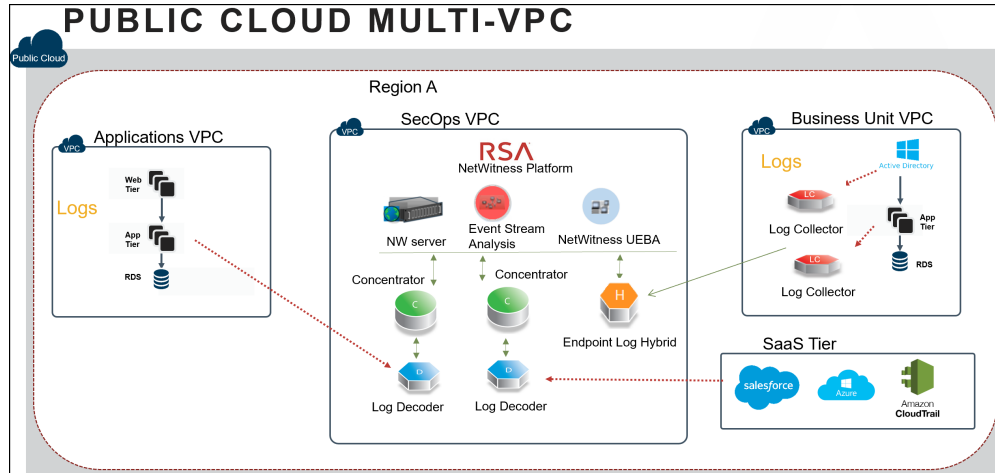 PUBLIC CLOUD MULTI-VPC
Public Cloud
Region A
Applications VPC
VPC
Web
Tier
Logs
App
Tier
RDS
SecOps VPC
VPC
RSA
NetWitness Platform
NW server
Event Stream
Analysis
NetWitness UEBA
Concentrator
Concentrator
C
C
H
Endpoint Log Hybrid
D
D
Log Decoder
Log Decoder
Business Unit VPC
VPC
Logs
Active Directory
LC
Log Collector
App
Tier
LC
RDS
Log Collector
SaaS Tier
salesforce
Azure
Amazon
CloudTrail